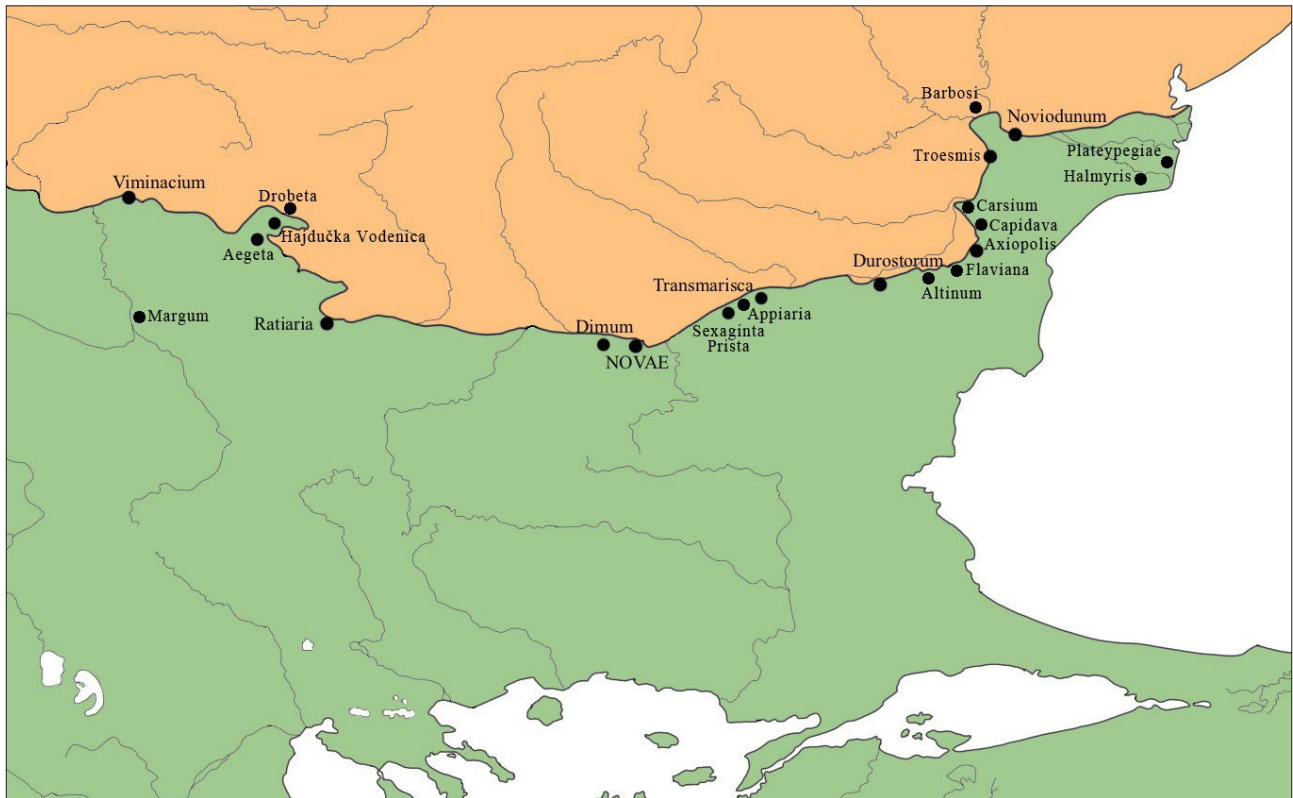 Barbosi
Noviodunum
Troesmis
Plateypegiae
Halmyris
Viminacium
Drobeta
Carsium
Hajdučka Vodenica
Capidava
Aegeta
Axiopolis
Durostorum
Flaviana
Transmarisca
Altinum
Margum
Appiaria
Ratiaria
Dimum
Sexaginta
Prista
NOVAE